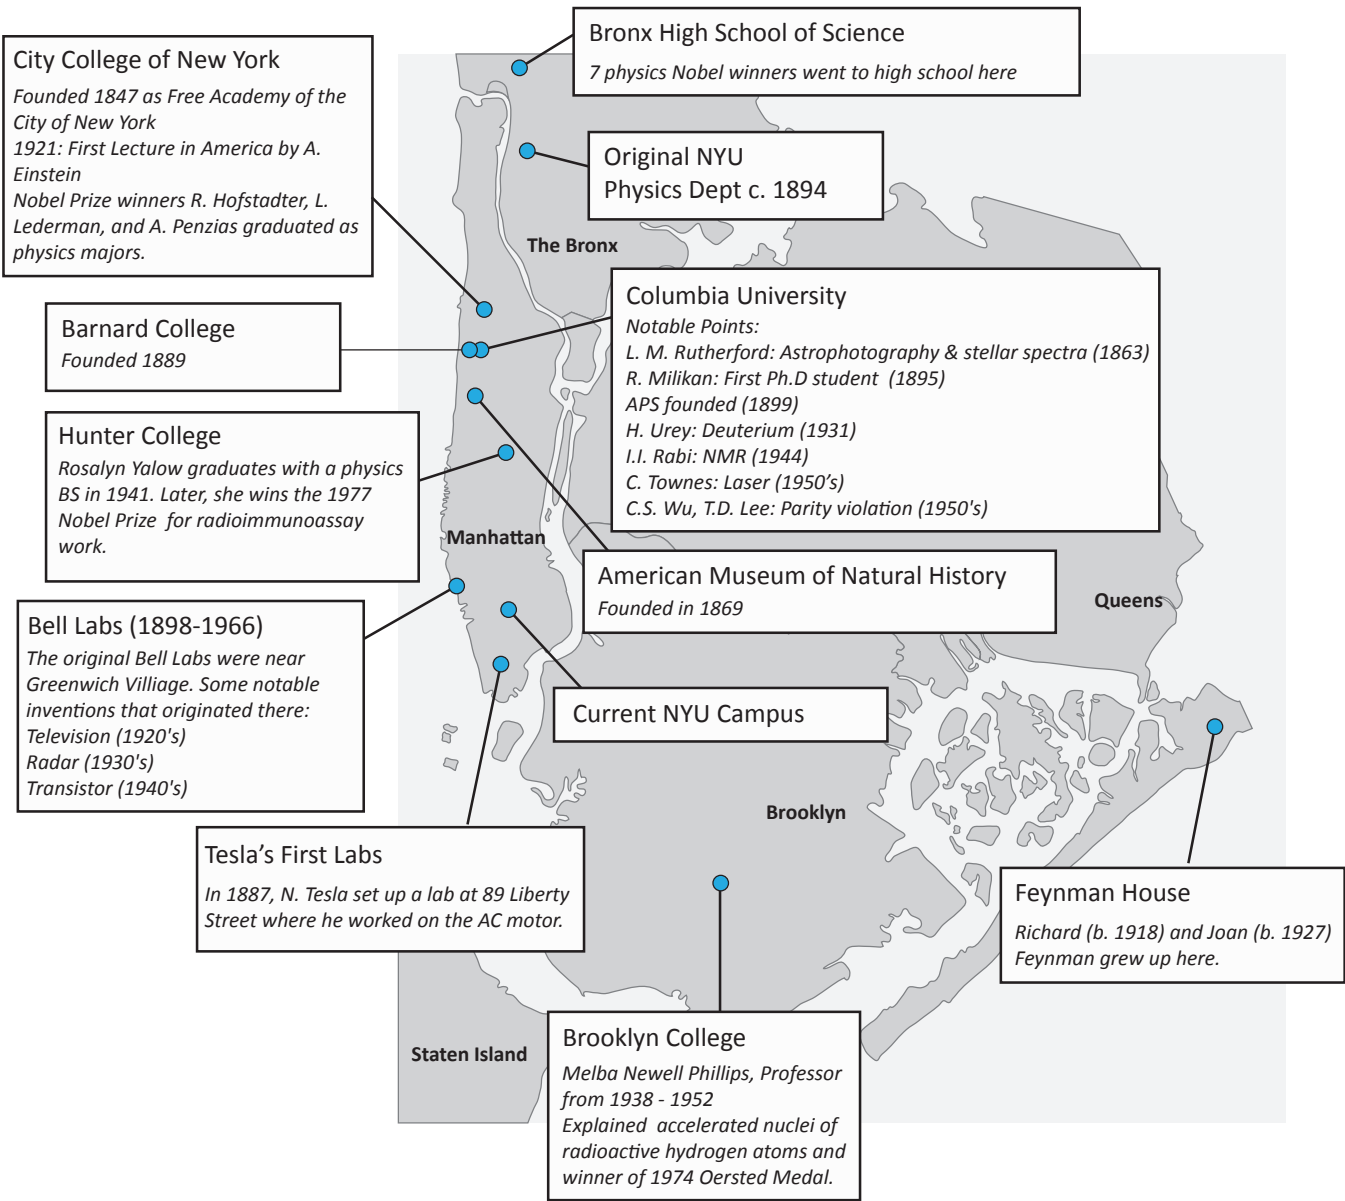 City College of New York
Founded 1847 as Free Academy of the
City of New York
1921: First Lecture in America by A.
Einstein
Nobel Prize winners R. Hofstadter, L.
Lederman, and A. Penzias graduated as
physics majors.
Bronx High School of Science
7 physics Nobel winners went to high school here
Original NYU
Physics Dept c. 1894
The Bronx
Barnard College
Founded 1889
Columbia University
Notable Points:
L. M. Rutherford: Astrophotography & stellar spectra (1863)
R. Milikan: First Ph.D student (1895)
APS founded (1899)
H. Urey: Deuterium (1931)
I.I. Rabi: NMR (1944)
C. Townes: Laser (1950’s)
C.S. Wu, T.D. Lee: Parity violation (1950's)
Hunter College
Rosalyn Yalow graduates with a physics
BS in 1941. Later, she wins the 1977
Nobel Prize for radioimmunoassay
work.
Manhattan
American Museum of Natural History
Founded in 1869
Queens
Bell Labs (1898-1966)
The original Bell Labs were near
Greenwich Villiage. Some notable
inventions that originated there:
Television (1920's)
Radar (1930's)
Transistor (1940's)
Current NYU Campus
Brooklyn
Tesla’s First Labs
In 1887, N. Tesla set up a lab at 89 Liberty
Street where he worked on the AC motor.
Feynman House
Richard (b. 1918) and Joan (b. 1927)
Feynman grew up here.
Staten Island
Brooklyn College
Melba Newell Phillips, Professor
from 1938 - 1952
Explained accelerated nuclei of
radioactive hydrogen atoms and
winner of 1974 Oersted Medal.